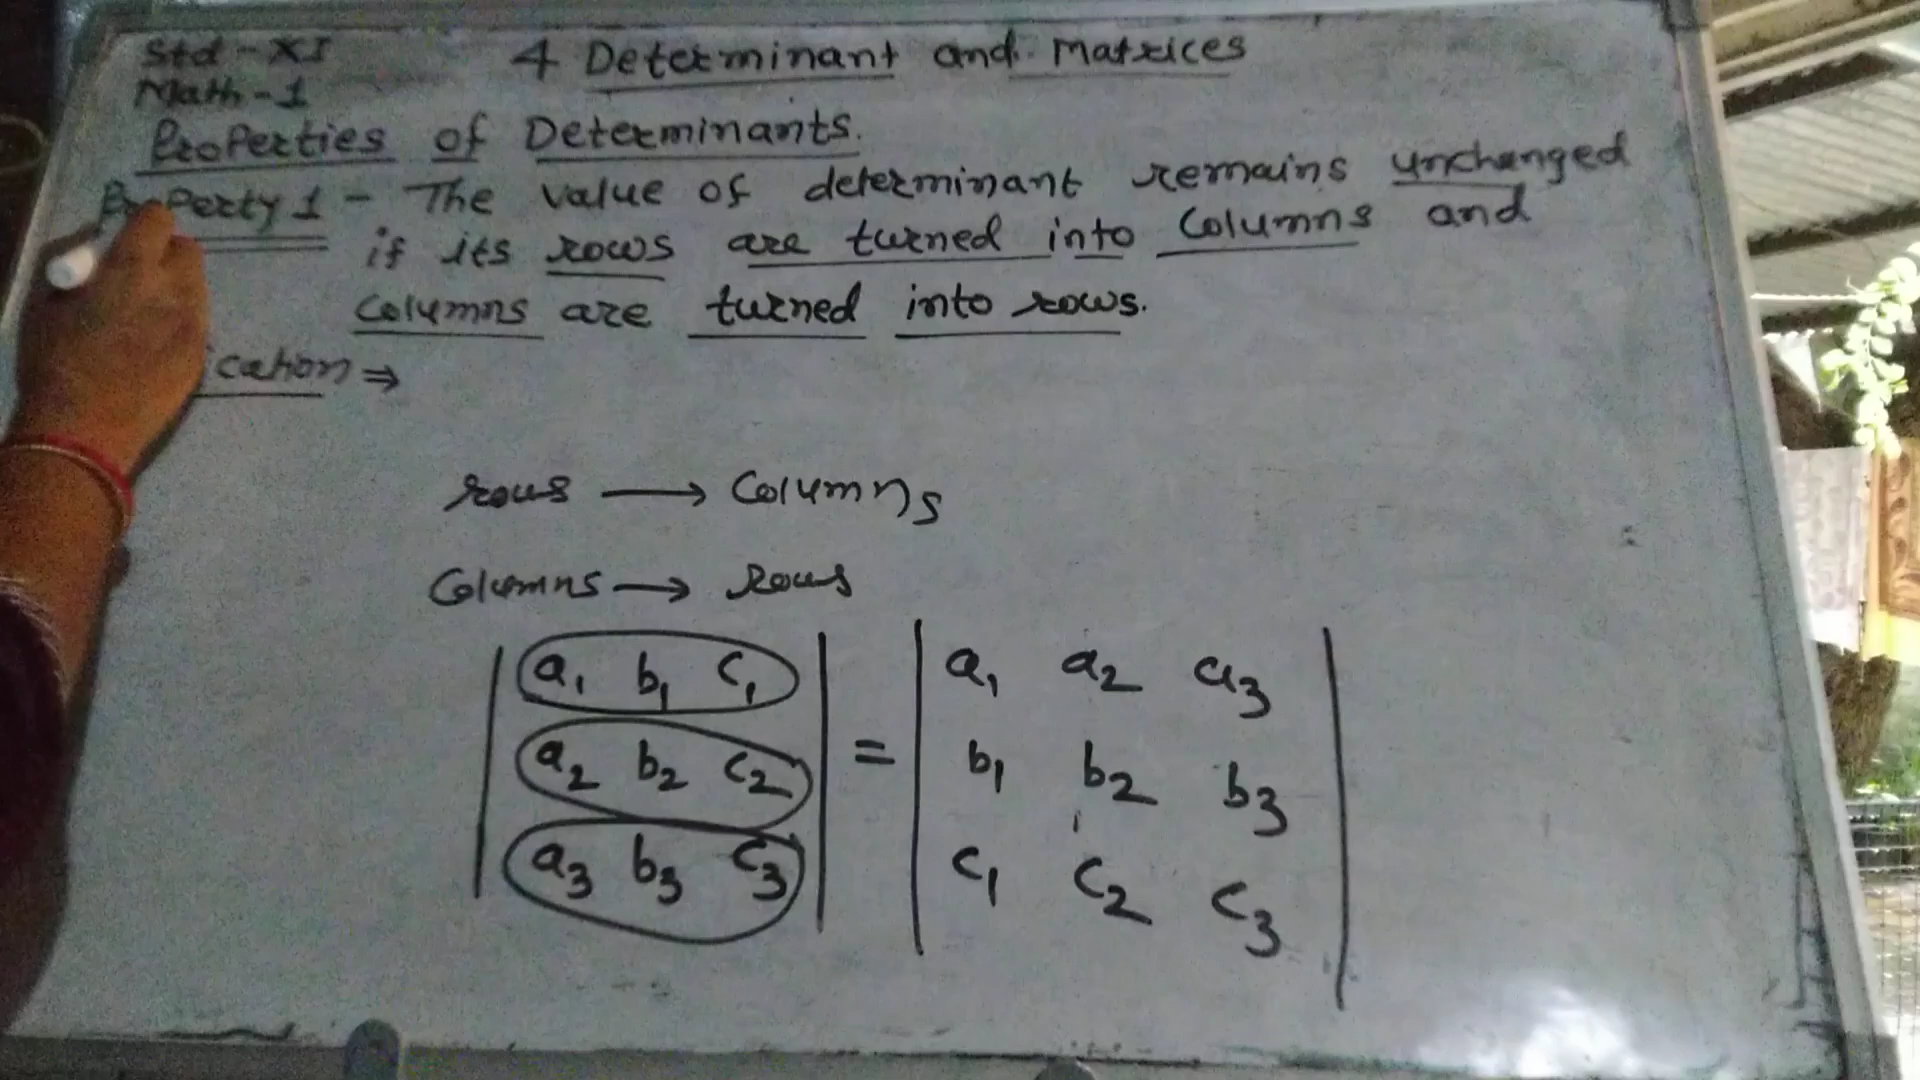 Std - XI
Math - 1
4 Determinant and Matrices
Properties of Determinants.
Property 1 - The value of determinant remains unchanged
if its rows are turned into columns and
columns are turned into rows.
ication ⇒
rows → Columns
Columns → Rows
| a₁ b₁ c₁ | = | a₁ a₂ a₃ |
| a₂ b₂ c₂ | | b₁ b₂ b₃ |
| a₃ b₃ c₃ | | c₁ c₂ c₃ |